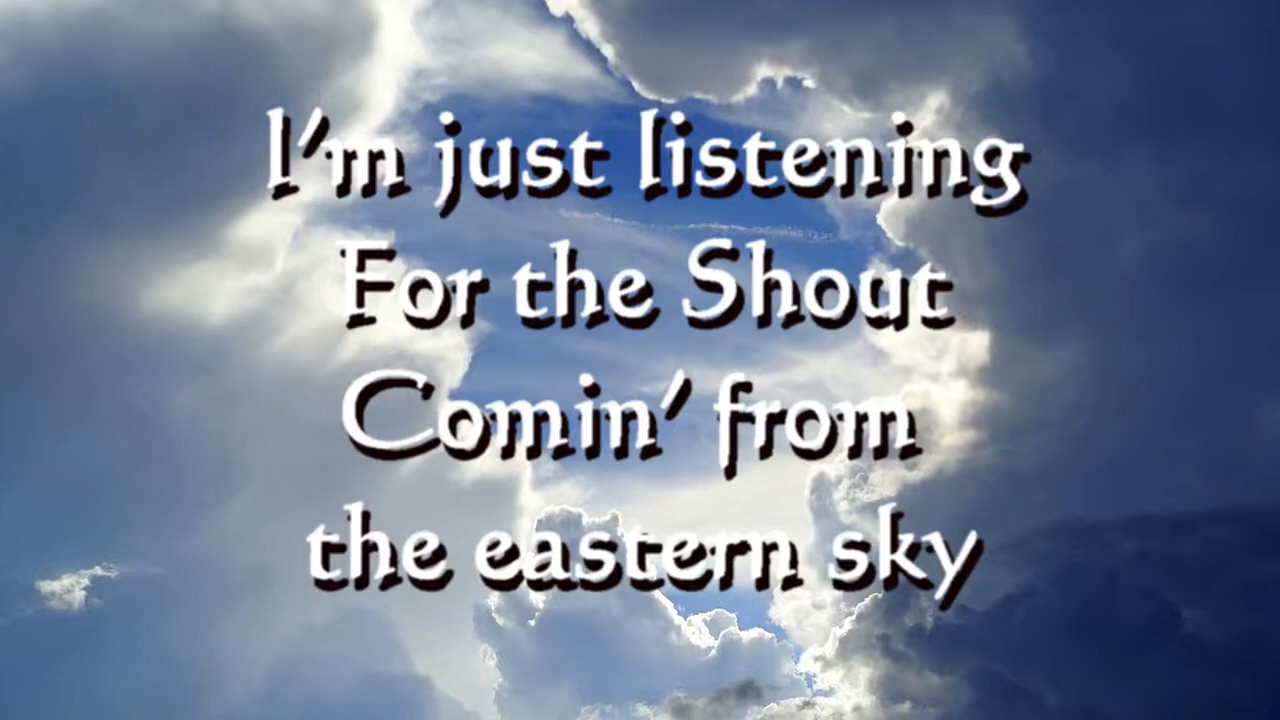 I'm just listening
For the Shout
Comin' from
the eastern sky